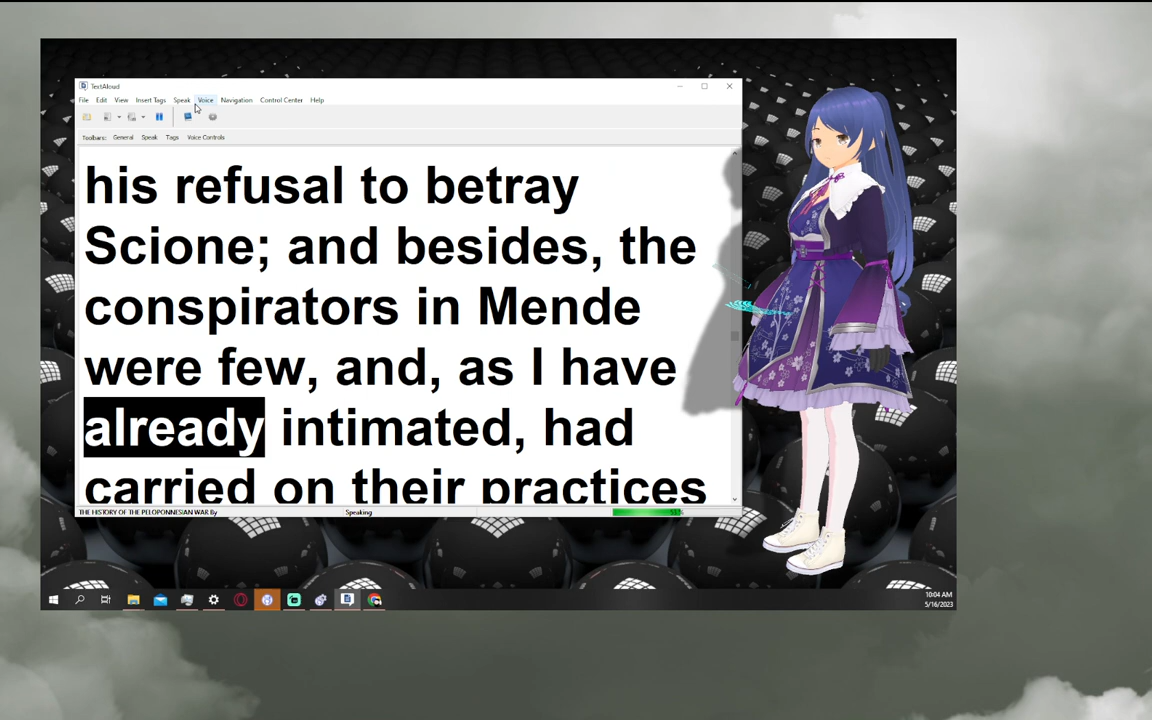 TextAloud
File Edit View Insert Tags Speak Voice Navigation Control Center Help
Toolbars: General Speak Tags Voice Controls
his refusal to betray
Scione; and besides, the
conspirators in Mende
were few, and, as I have
already intimated, had
carried on their practices
THE HISTORY OF THE PELOPONNESIAN WAR By Speaking
10:04 AM
5/16/2023